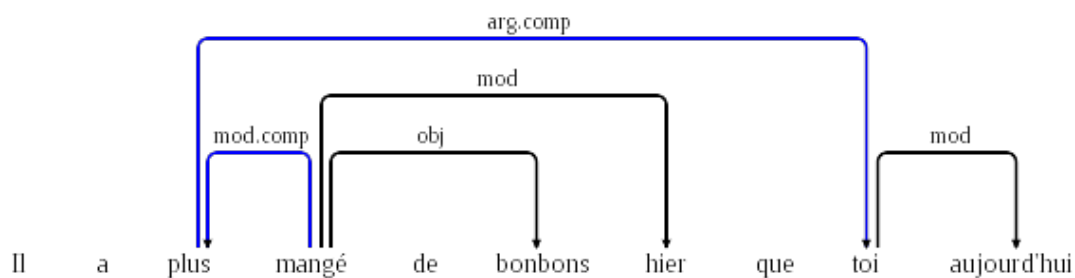 arg.comp
mod
mod.comp obj mod
Il a plus mangé de bonbons hier que toi aujourd'hui